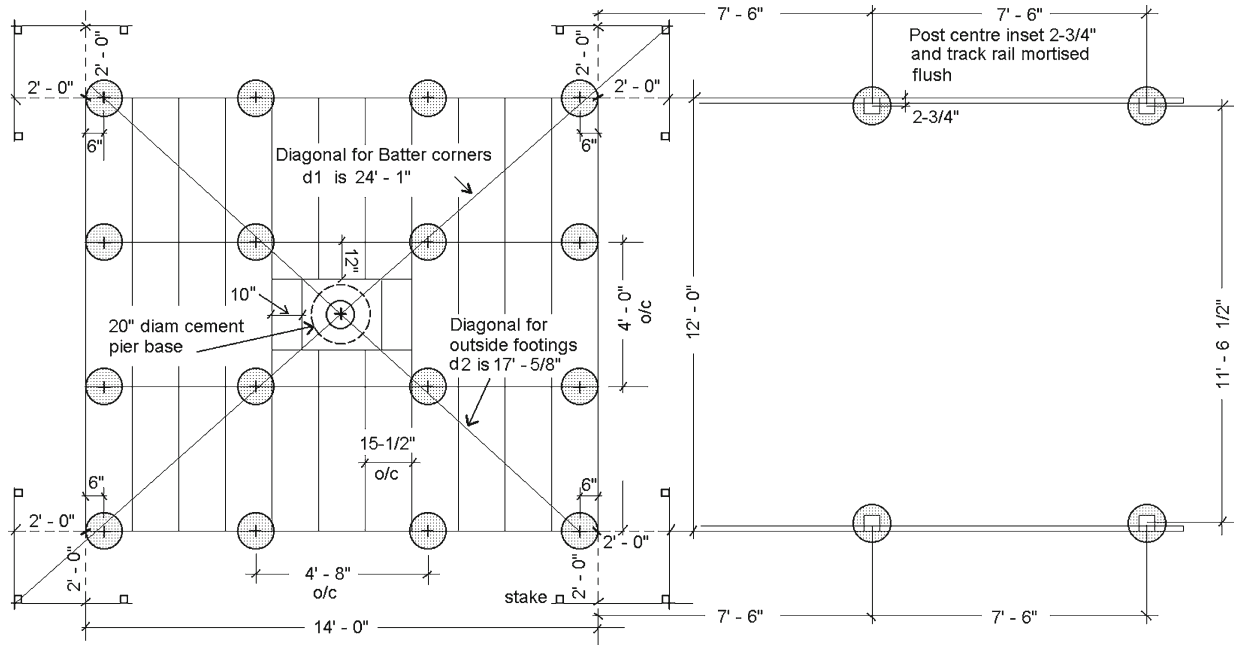 7' - 6"
7' - 6"
Post centre inset 2-3/4"
and track rail mortised
flush
2' - 0"
2' - 0"
2' - 0"
2' - 0"
2-3/4"
6"
6"
Diagonal for Batter corners
d1 is 24' - 1"
12"
10"
20" diam cement
pier base
Diagonal for
outside footings
d2 is 17' - 5/8"
4' - 0"
o/c
12' - 0"
11' - 6 1/2"
15-1/2"
o/c
6"
6"
2' - 0"
2' - 0"
2' - 0"
2' - 0"
4' - 8"
o/c
stake
7' - 6"
7' - 6"
14' - 0"